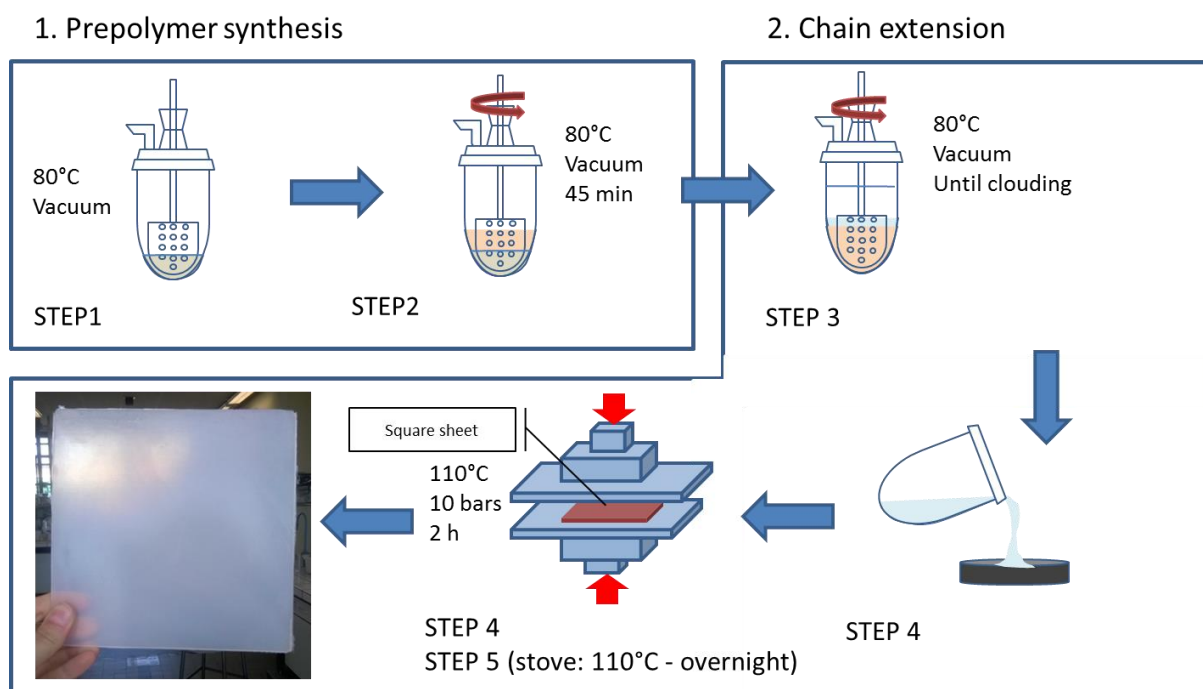 1. Prepolymer synthesis
2. Chain extension
80°C
Vacuum
STEP1
80°C
Vacuum
45 min
STEP2
80°C
Vacuum
Until clouding
STEP 3
Square sheet
110°C
10 bars
2 h
STEP 4
STEP 5 (stove: 110°C - overnight)
STEP 4